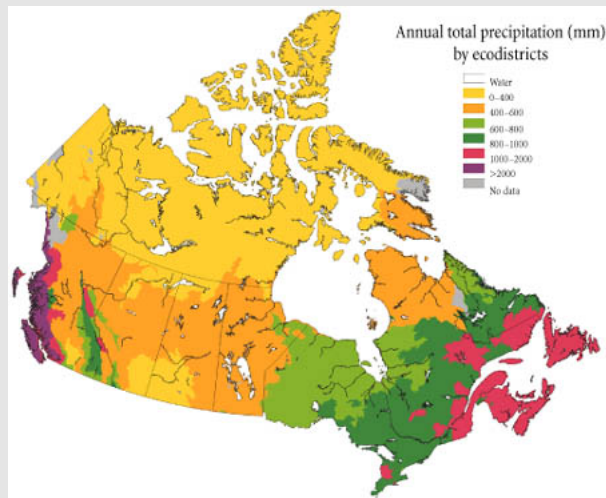 Annual total precipitation (mm)
by ecodistricts
Water
0–400
400–600
600–800
800–1000
1000–2000
>2000
No data